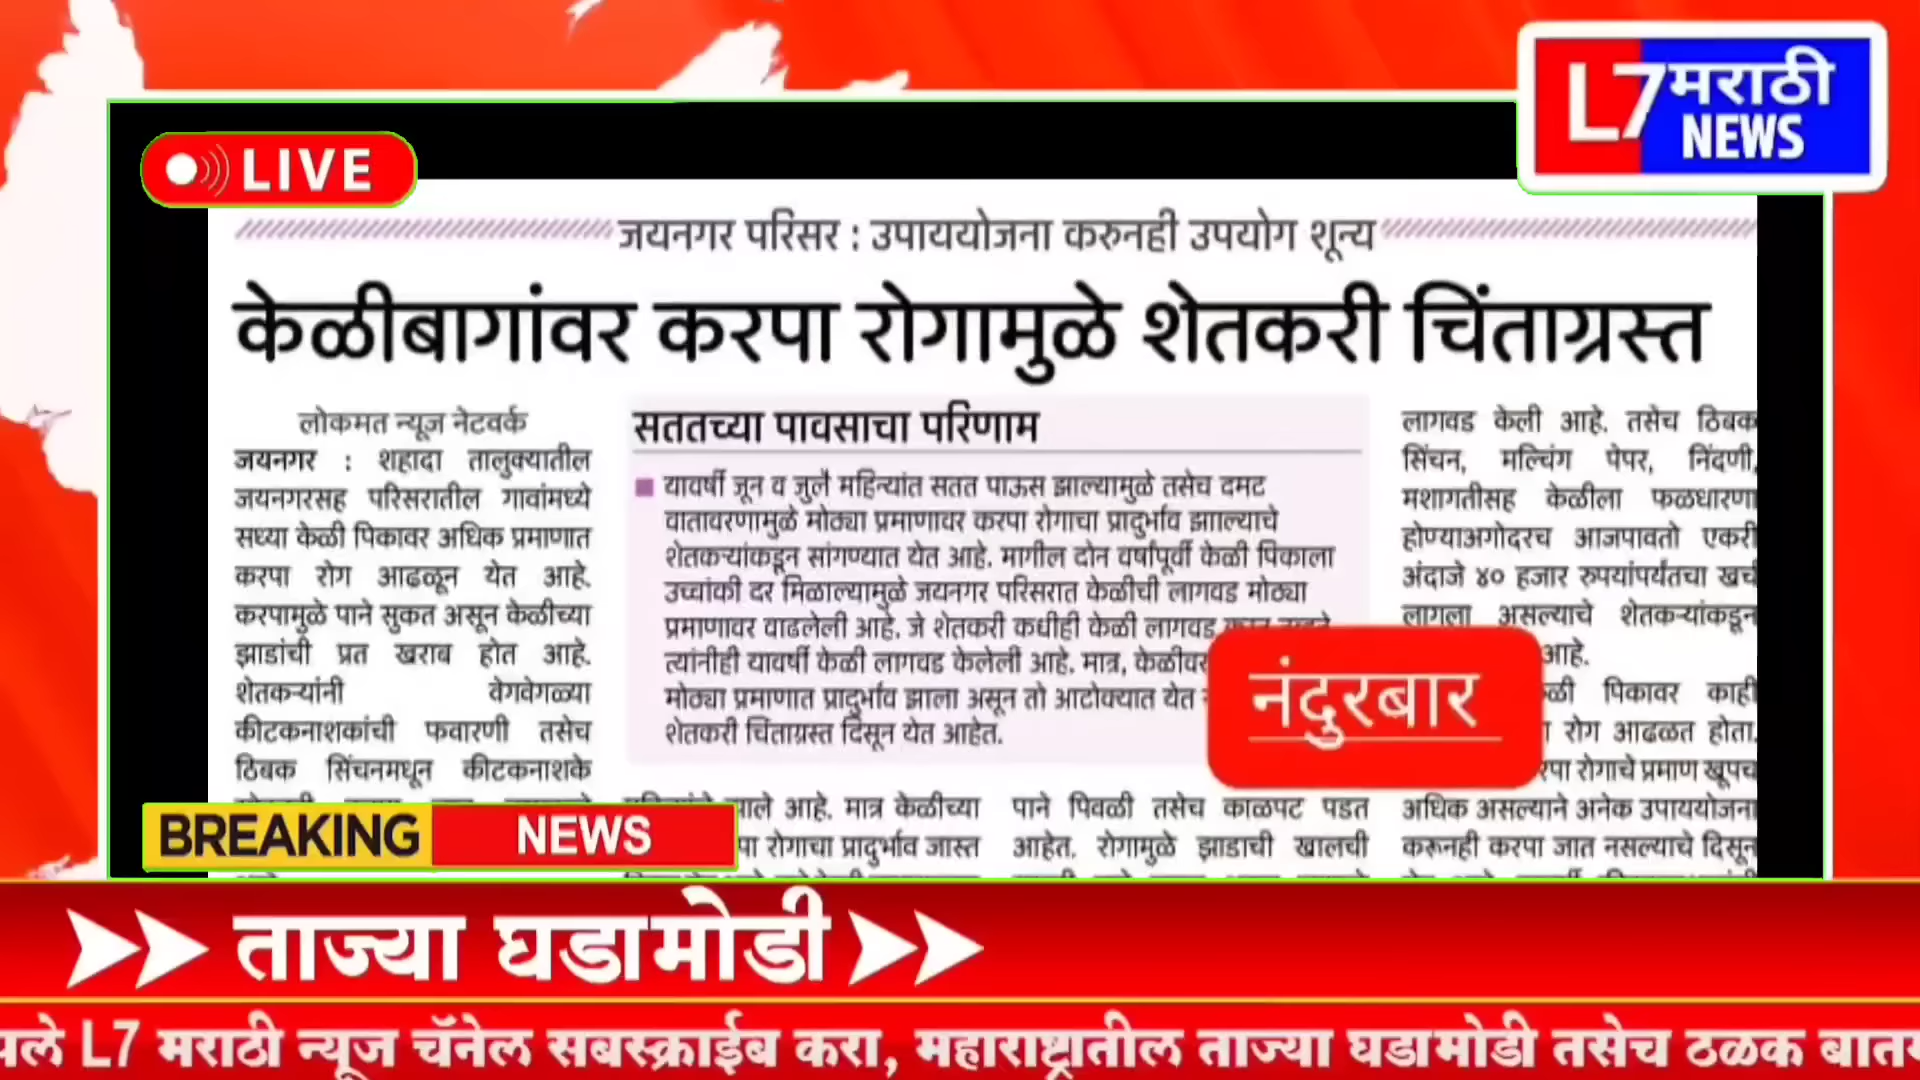 LIVE
L7 मराठी
NEWS
जयनगर परिसर : उपाययोजना करुनही उपयोग शून्य
केळीबागांवर करपा रोगामुळे शेतकरी चिंताग्रस्त
लोकमत न्यूज नेटवर्क
जयनगर : शहादा तालुक्यातील
जयनगरसह परिसरातील गावांमध्ये
सध्या केळी पिकावर अधिक प्रमाणात
करपा रोग आढळून येत आहे.
करपामुळे पाने सुकत असून केळीच्या
झाडांची प्रत खराब होत आहे.
शेतकऱ्यांनी वेगवेगळ्या
कीटकनाशकांची फवारणी तसेच
ठिबक सिंचनमधून कीटकनाशके
सततच्या पावसाचा परिणाम
यावर्षी जून व जुलै महिन्यांत सतत पाऊस झाल्यामुळे तसेच दमट
वातावरणामुळे मोठ्या प्रमाणावर करपा रोगाचा प्रादुर्भाव झााल्याचे
शेतकऱ्यांकडून सांगण्यात येत आहे. मागील दोन वर्षांपूर्वी केळी पिकाला
उच्चांकी दर मिळाल्यामुळे जयनगर परिसरात केळीची लागवड मोठ्या
प्रमाणावर वाढलेली आहे. जे शेतकरी कधीही केळी लागवड
त्यांनीही यावर्षी केळी लागवड केलेली आहे. मात्र, केळीवर
मोठ्या प्रमाणात प्रादुर्भाव झाला असून तो आटोक्यात येत
शेतकरी चिंताग्रस्त दिसून येत आहेत.
आले आहे. मात्र केळीच्या
रोगाचा प्रादुर्भाव जास्त
पाने पिवळी तसेच काळपट पडत
आहेत. रोगामुळे झाडाची खालची
लागवड केली आहे. तसेच ठिबक
सिंचन, मल्चिंग पेपर, निंदणी,
मशागतीसह केळीला फळधारणा
होण्याअगोदरच आजपावतो एकरी
अंदाजे ४० हजार रुपयांपर्यंतचा खर्च
लागला असल्याचे शेतकऱ्यांकडून
आहे.
पिकावर काही
रोग आढळत होता.
रोगाचे प्रमाण खूपच
अधिक असल्याने अनेक उपाययोजना
करूनही करपा जात नसल्याचे दिसून
नंदुरबार
BREAKING NEWS
ताज्या घडामोडी
L7 मराठी न्यूज चॅनेल सबस्क्राईब करा, महाराष्ट्रातील ताज्या घडामोडी तसेच ठळक